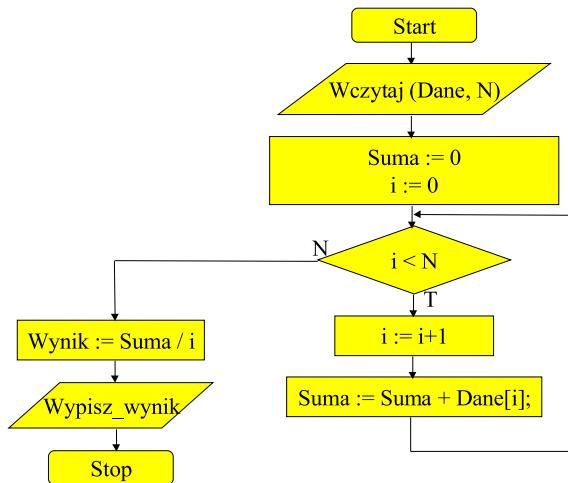 Start
Wczytaj (Dane, N)
Suma := 0
i := 0
i < N
N
T
i := i+1
Suma := Suma + Dane[i];
Wynik := Suma / i
Wypisz_wynik
Stop